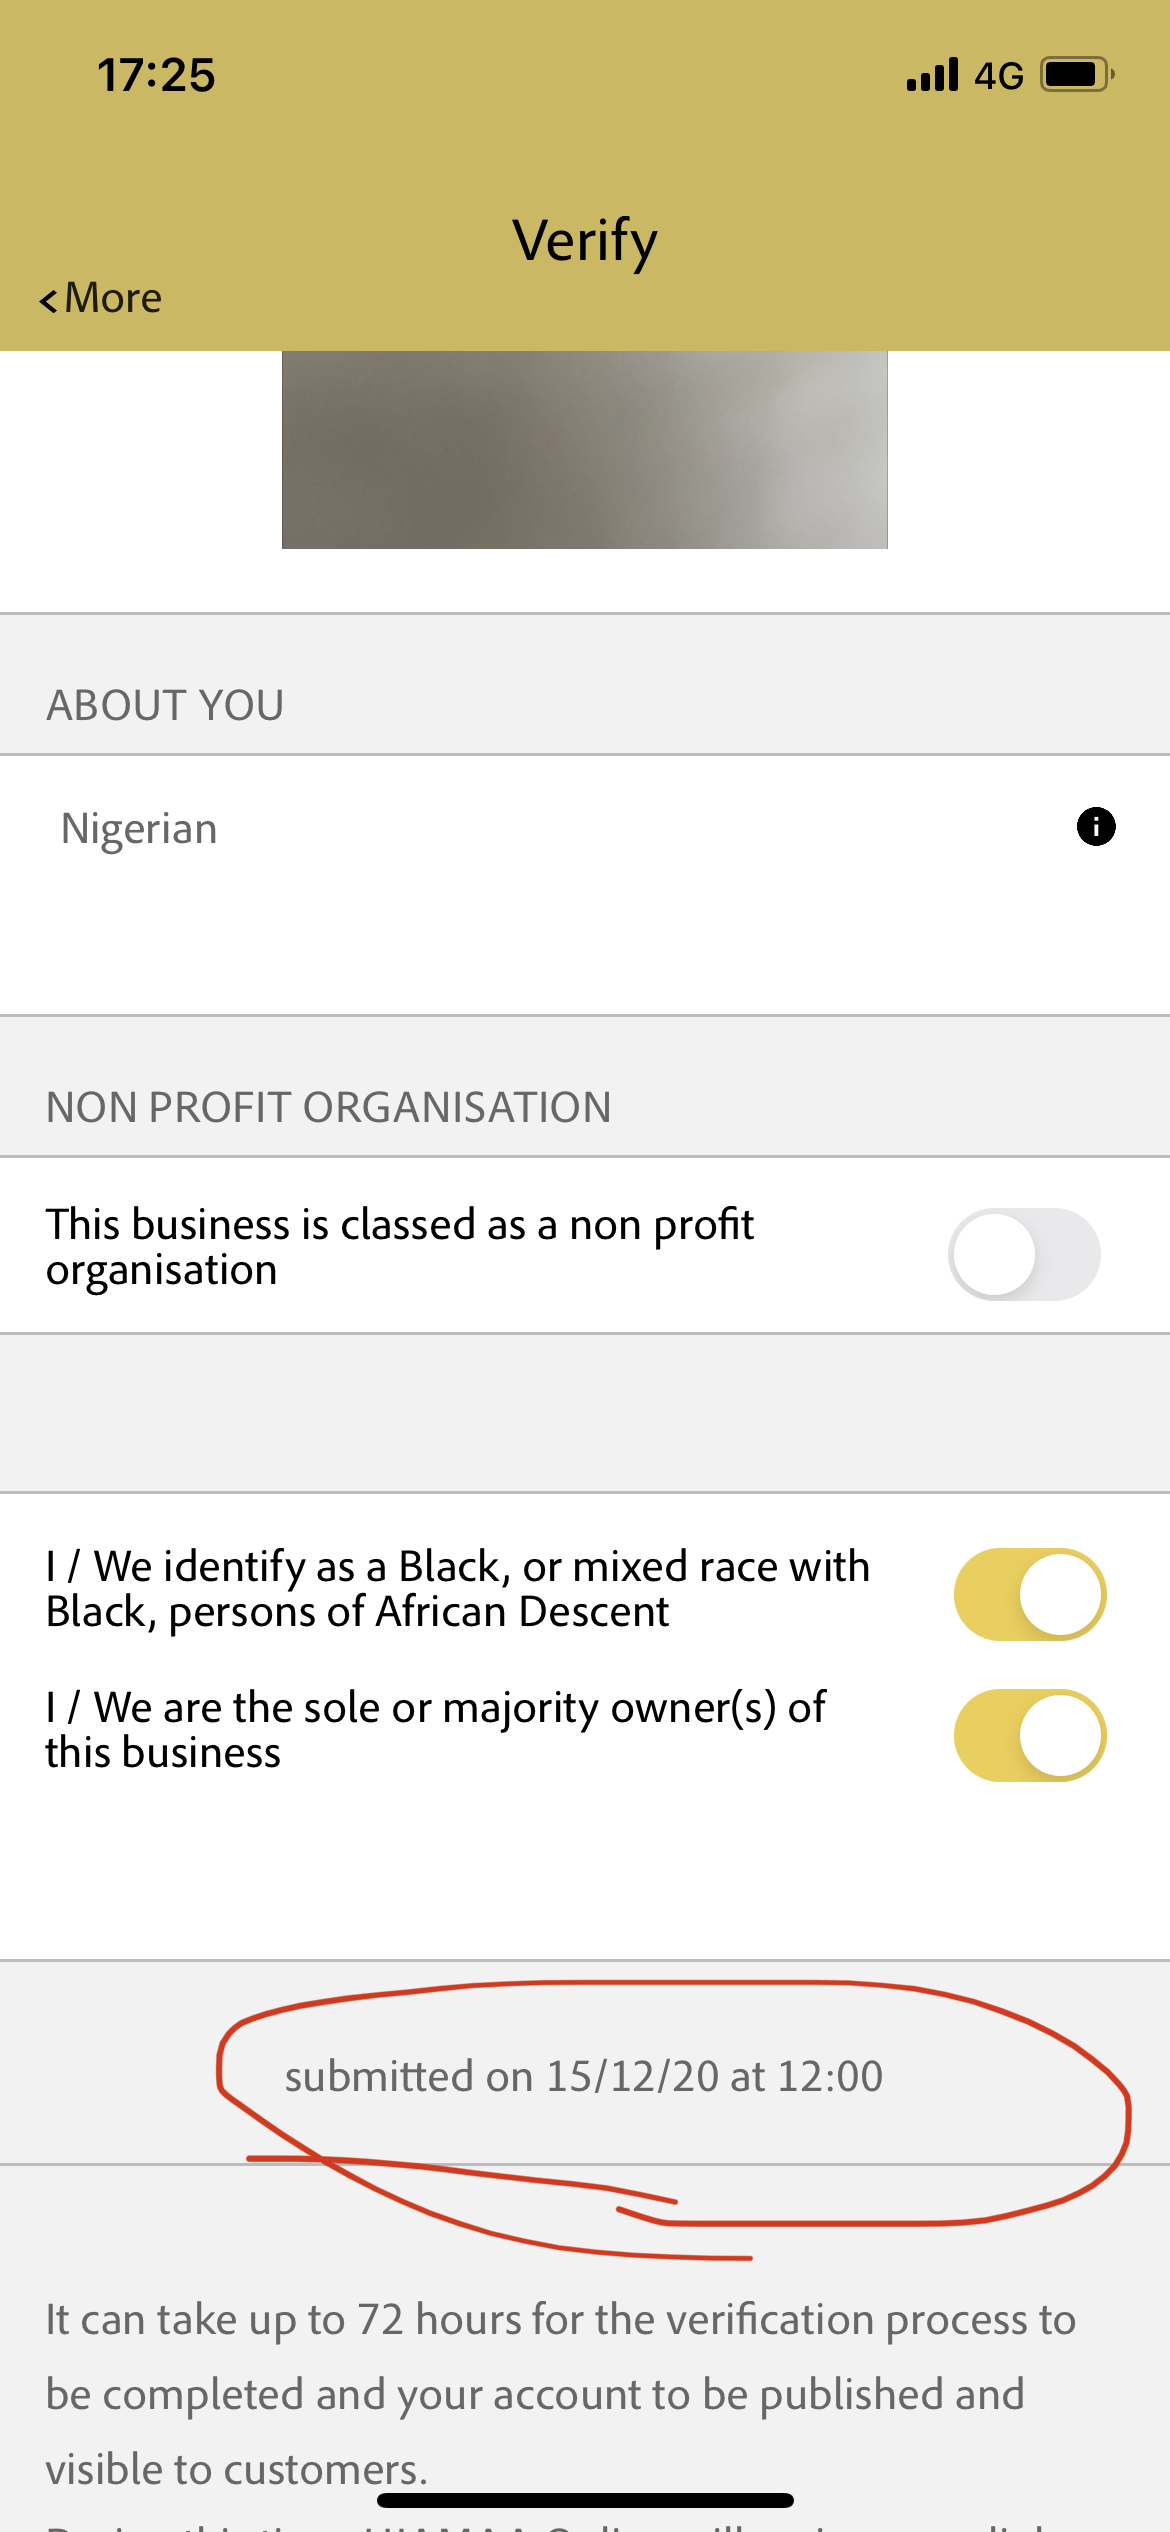 17:25
4G
Verify
More
ABOUT YOU
Nigerian
NON PROFIT ORGANISATION
This business is classed as a non profit
organisation
I / We identify as a Black, or mixed race with
Black, persons of African Descent
I / We are the sole or majority owner(s) of
this business
submitted on 15/12/20 at 12:00
It can take up to 72 hours for the verification process to
be completed and your account to be published and
visible to customers.